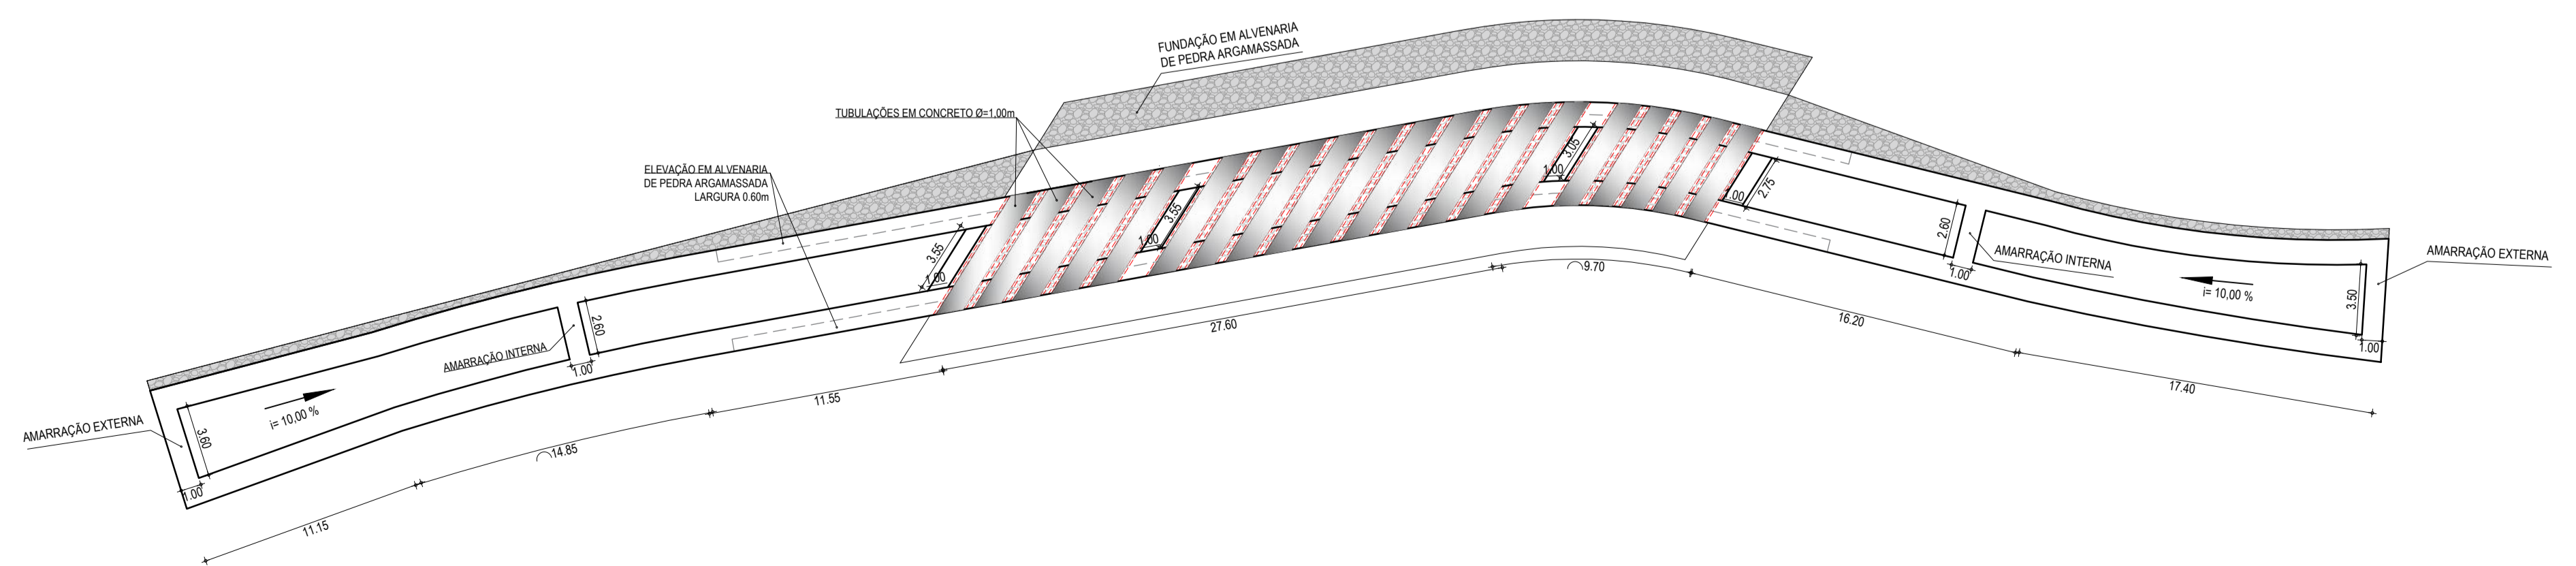 FUNDAÇÃO EM ALVENARIA
DE PEDRA ARGAMASSADA
TUBULAÇÕES EM CONCRETO Ø=1,00m
ELEVAÇÃO EM ALVENARIA
DE PEDRA ARGAMASSADA
LARGURA 0.60m
3.55
1.00
3.55
1.00
3.05
1.00
2.75
1.00
2.60
1.00
AMARRAÇÃO INTERNA
AMARRAÇÃO EXTERNA
i= 10,00 %
3.50
1.00
2.60
1.00
AMARRAÇÃO INTERNA
AMARRAÇÃO EXTERNA
i= 10,00 %
3.60
1.00
11.15
14.85
11.55
27.60
9.70
16.20
17.40